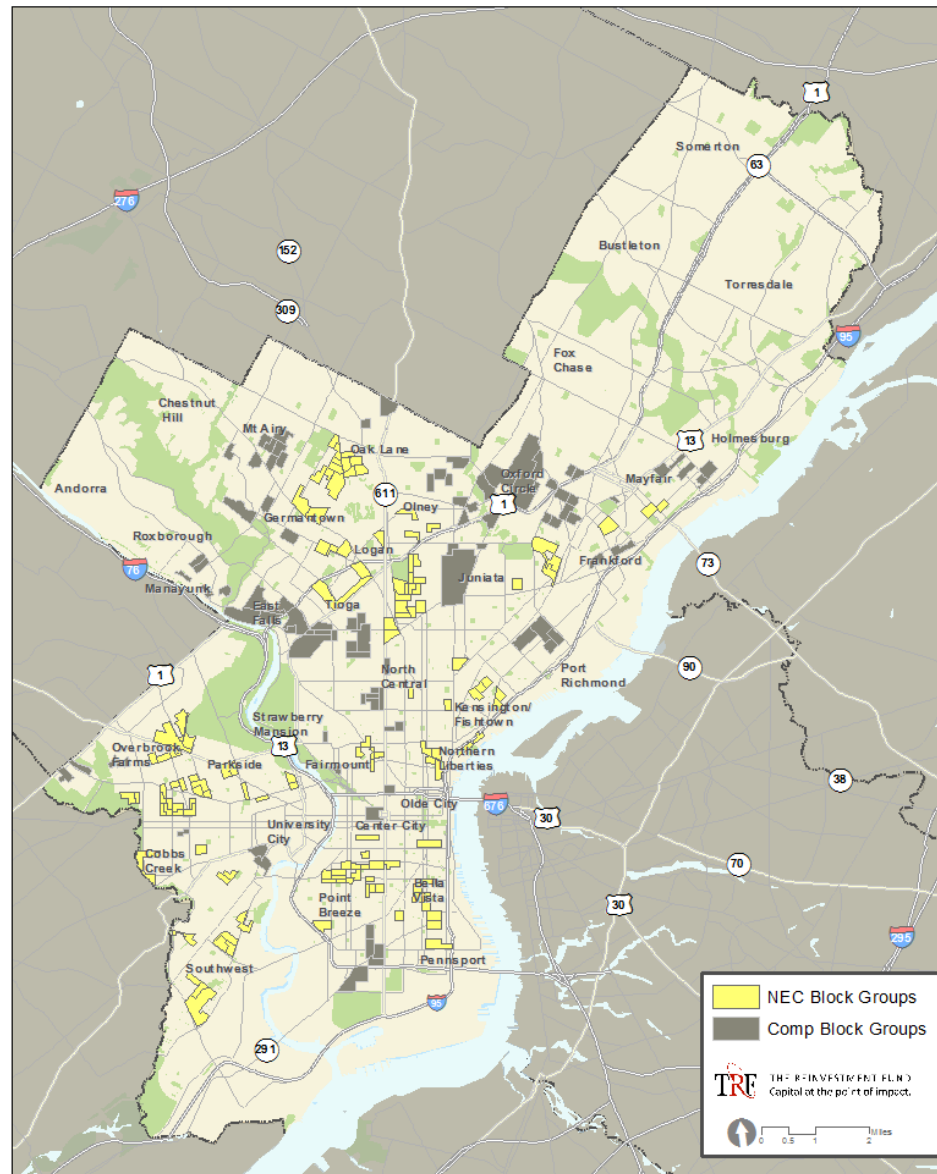 1
Somerton
63
276
Bustleton
152
Torresdale
309
95
Fox
Chase
Chestnut
Hill
Mt Airy
13
Holmesburg
Oak Lane
Oxford
Circle
Mayfair
Andorra
611
1
Olney
Germantown
Roxborough
Logan
Frankford
76
Juniata
73
Manayunk
East
Falls
Tioga
90
1
North
Central
Port
Richmond
Kensington/
Fishtown
Strawberry
Mansion
13
Overbrook
Farms
Parkside
Fairmount
Northern
Liberties
38
Olde City
676
30
University
City
Center City
Cobbs
Creek
70
Point
Breeze
Bella
Vista
30
295
Southwest
Pennsport
95
291
NEC Block Groups
Comp Block Groups
TRF
THE REINVESTMENT FUND
Capital at the point of impact.
Miles
0 0.5 1 2